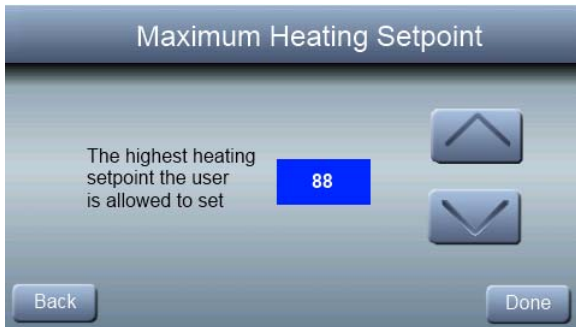 Maximum Heating Setpoint
The highest heating
setpoint the user
is allowed to set
88
Back
Done